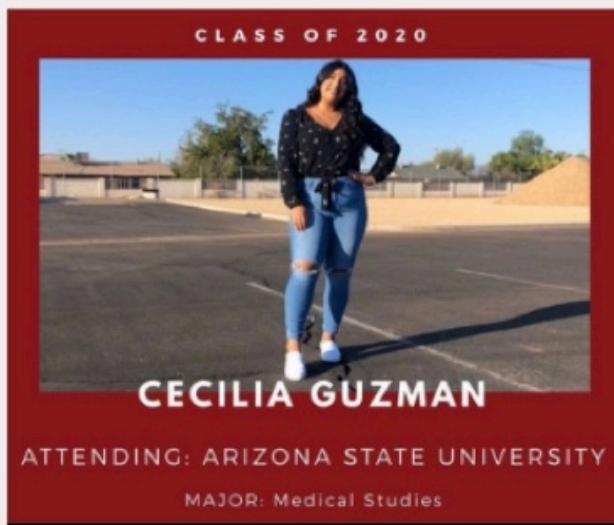 CLASS OF 2020
CECILIA GUZMAN
ATTENDING: ARIZONA STATE UNIVERSITY
MAJOR: Medical Studies